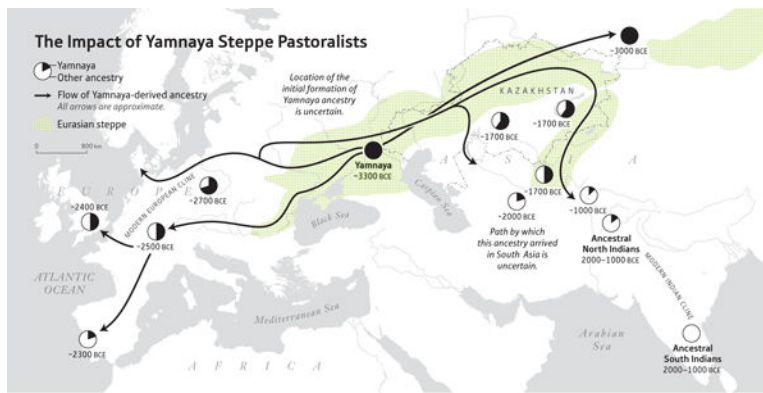 The Impact of Yamnaya Steppe Pastoralists
Yamnaya
Other ancestry
Flow of Yamnaya-derived ancestry
All arrows are approximate.
Eurasian steppe
0 800 km
Location of the
initial formation of
Yamnaya ancestry
is uncertain.
~3000 BCE
KAZAKHSTAN
~1700 BCE
~1700 BCE
Yamnaya
~3300 BCE
A S I A
EUROPE
MODERN EUROPEAN CLINE
~2700 BCE
~2400 BCE
~2500 BCE
~1700 BCE
~2000 BCE
~1000 BCE
Caspian Sea
Black Sea
Path by which
this ancestry arrived
in South Asia is
uncertain.
Ancestral
North Indians
2000–1000 BCE
MODERN INDIAN CLINE
ATLANTIC
OCEAN
Mediterranean Sea
~2300 BCE
AFRICA
Arabian
Sea
Ancestral
South Indians
2000–1000 BCE